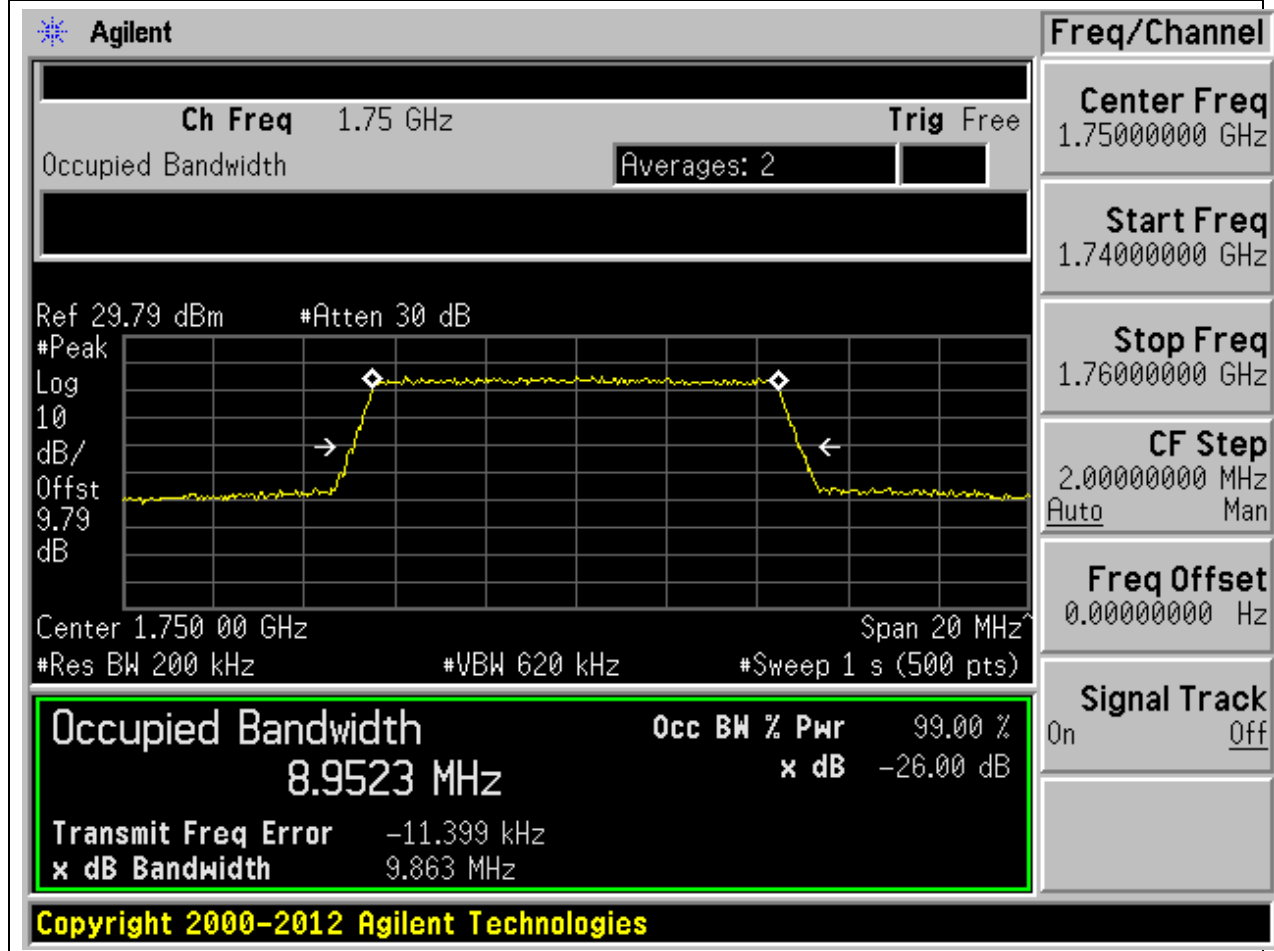 Agilent
Freq/Channel
Ch Freq 1.75 GHz Trig Free
Occupied Bandwidth Averages: 2
Ref 29.79 dBm #Atten 30 dB
#Peak
Log
10
dB/
Offst
9.79
dB
Center 1.750 00 GHz Span 20 MHz^
#Res BW 200 kHz #VBW 620 kHz #Sweep 1 s (500 pts)
Occupied Bandwidth
8.9523 MHz
Occ BW % Pwr 99.00 %
x dB -26.00 dB
Transmit Freq Error -11.399 kHz
x dB Bandwidth 9.863 MHz
Copyright 2000-2012 Agilent Technologies
Center Freq
1.75000000 GHz
Start Freq
1.74000000 GHz
Stop Freq
1.76000000 GHz
CF Step
2.00000000 MHz
Auto Man
Freq Offset
0.00000000 Hz
Signal Track
On Off